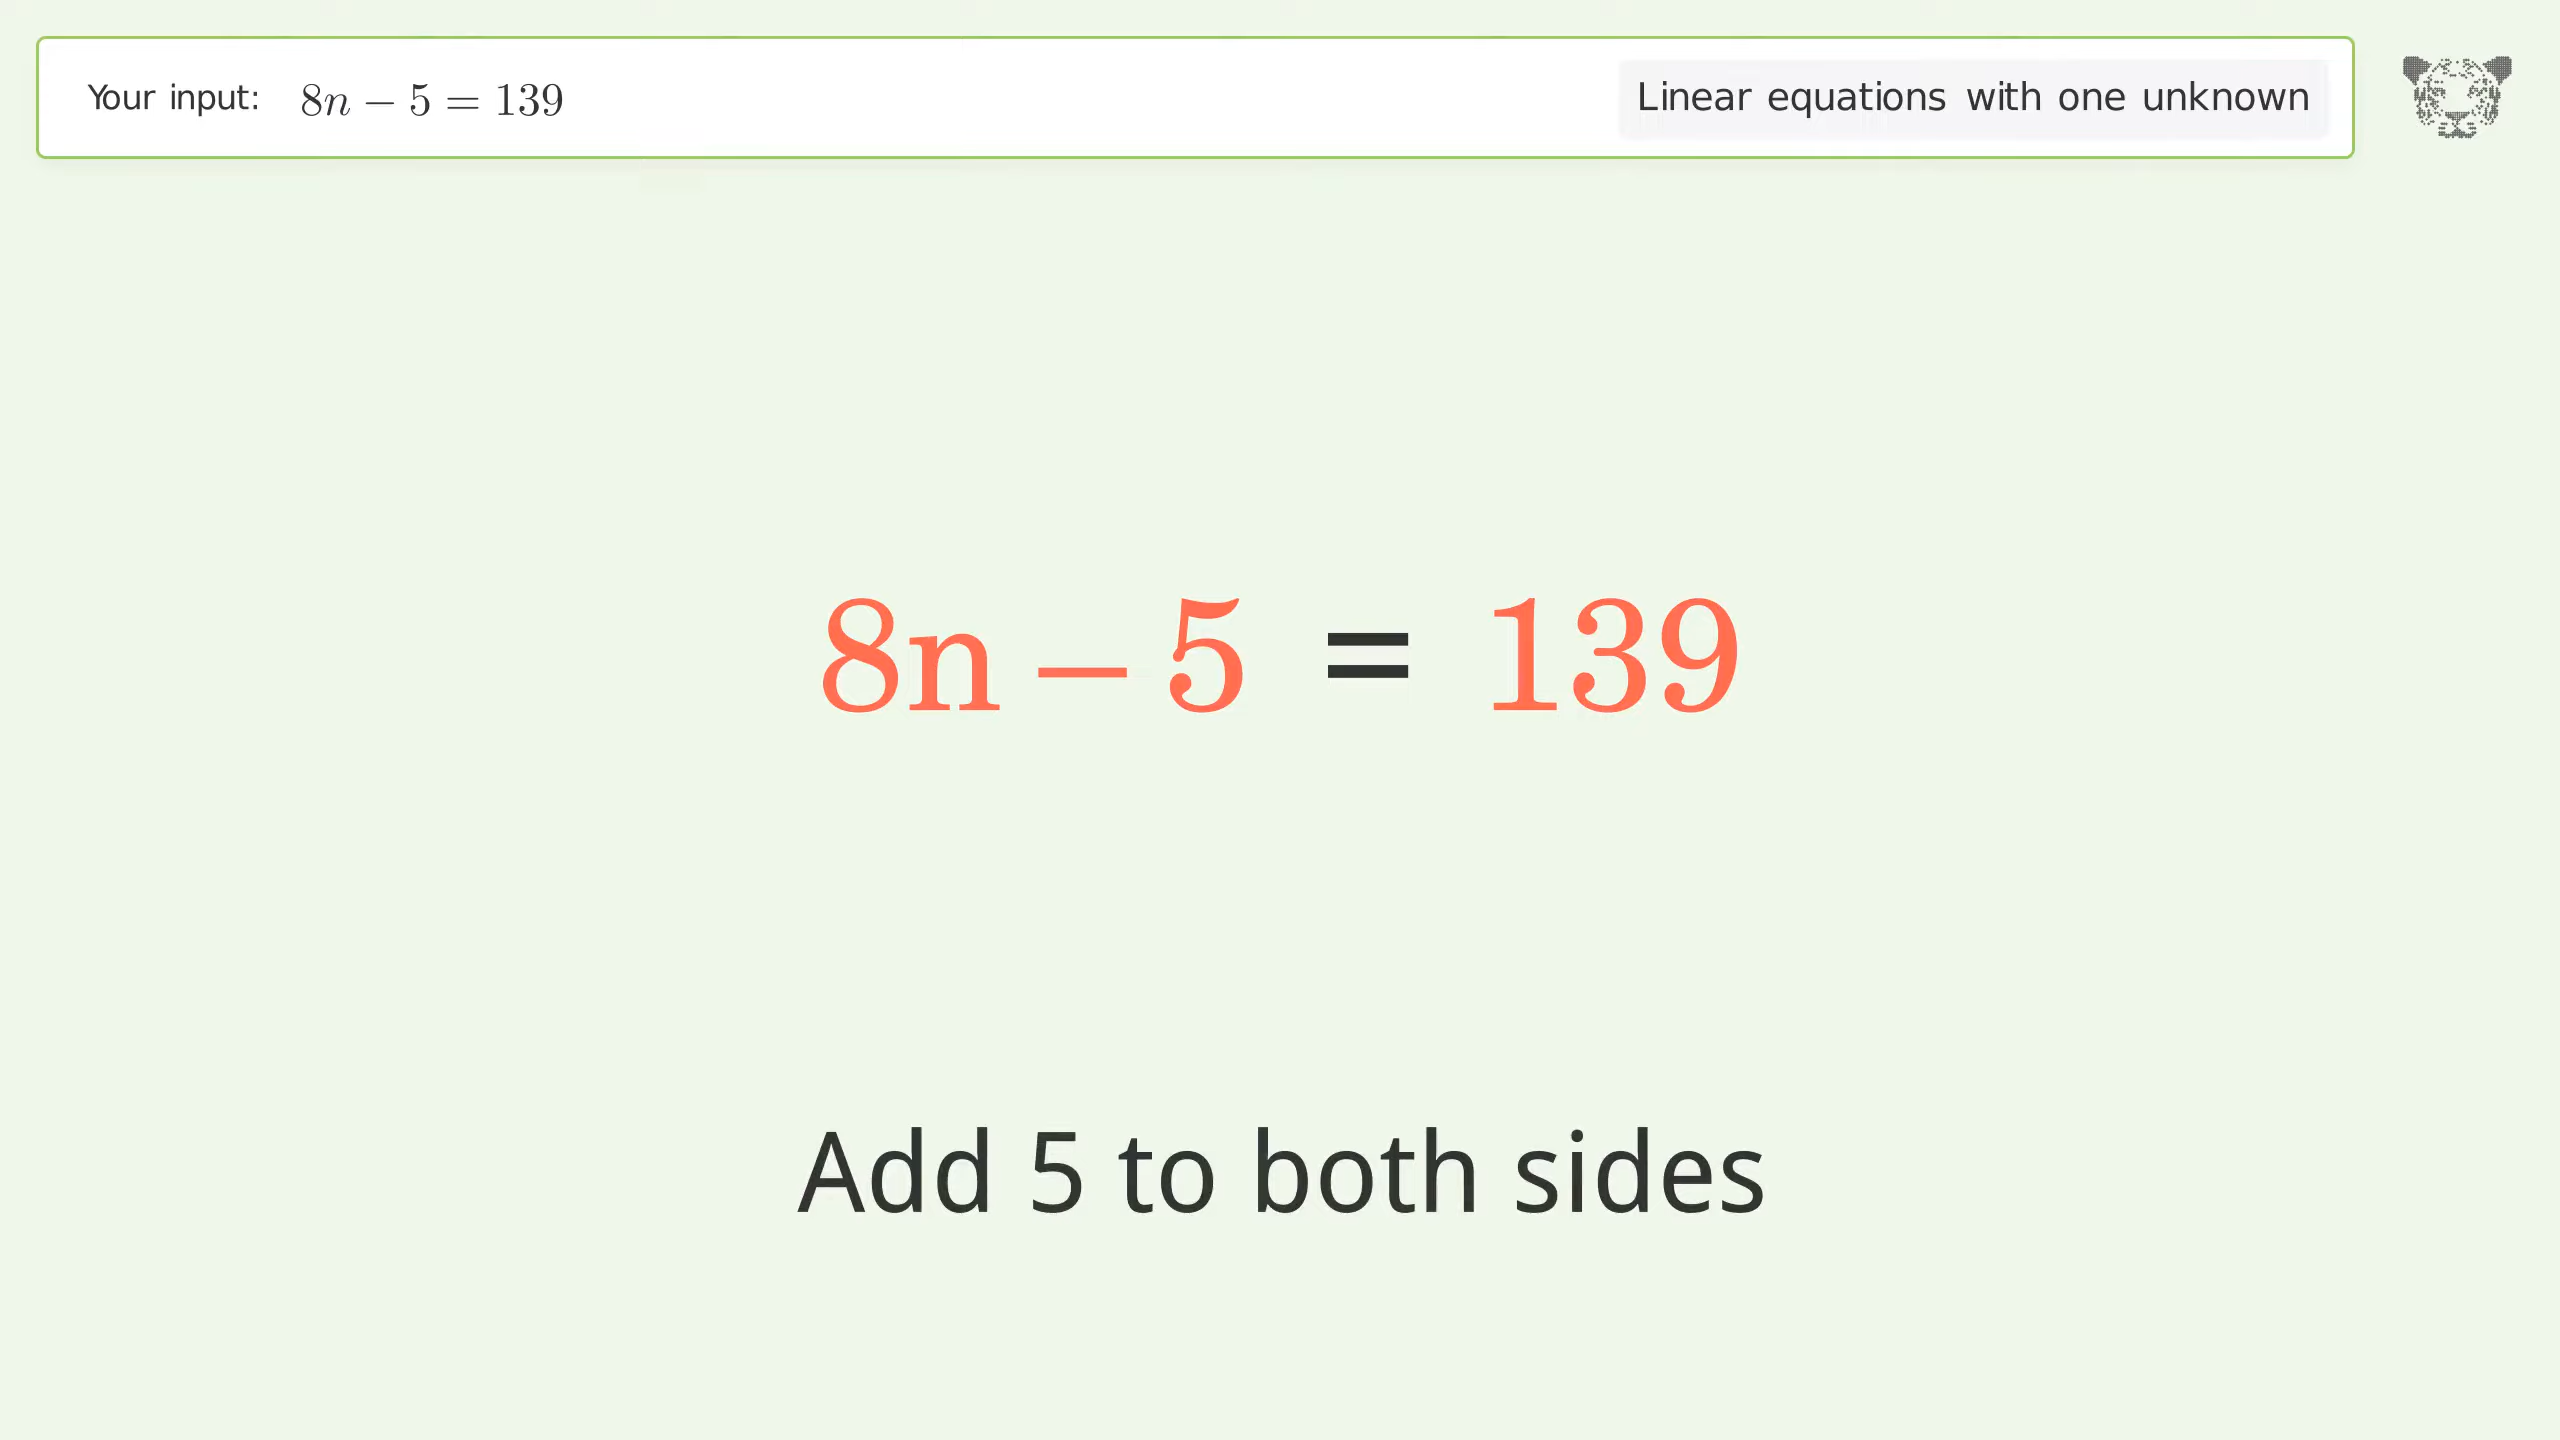 Your input: 8n − 5 = 139
Linear equations with one unknown
8n − 5 = 139
Add 5 to both sides